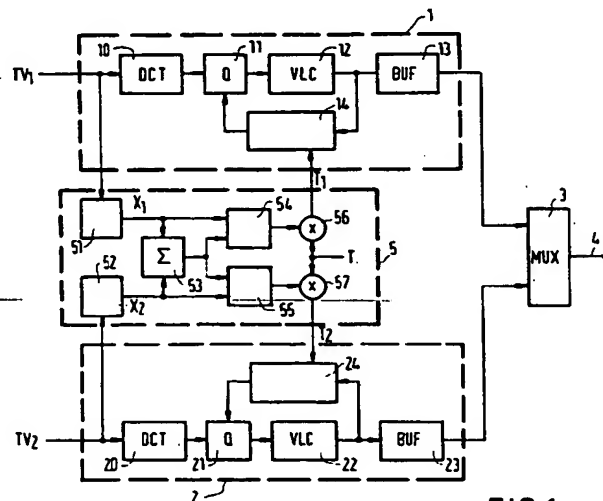 1
10
11
12
13
TV1
DCT
Q
VLC
BUF
14
T1
X1
54
56
51
3
Σ
x
T
5
MUX
4
52
53
x
57
X2
55
T2
24
TV2
DCT
Q
VLC
BUF
20
21
22
23
2
FIG.1